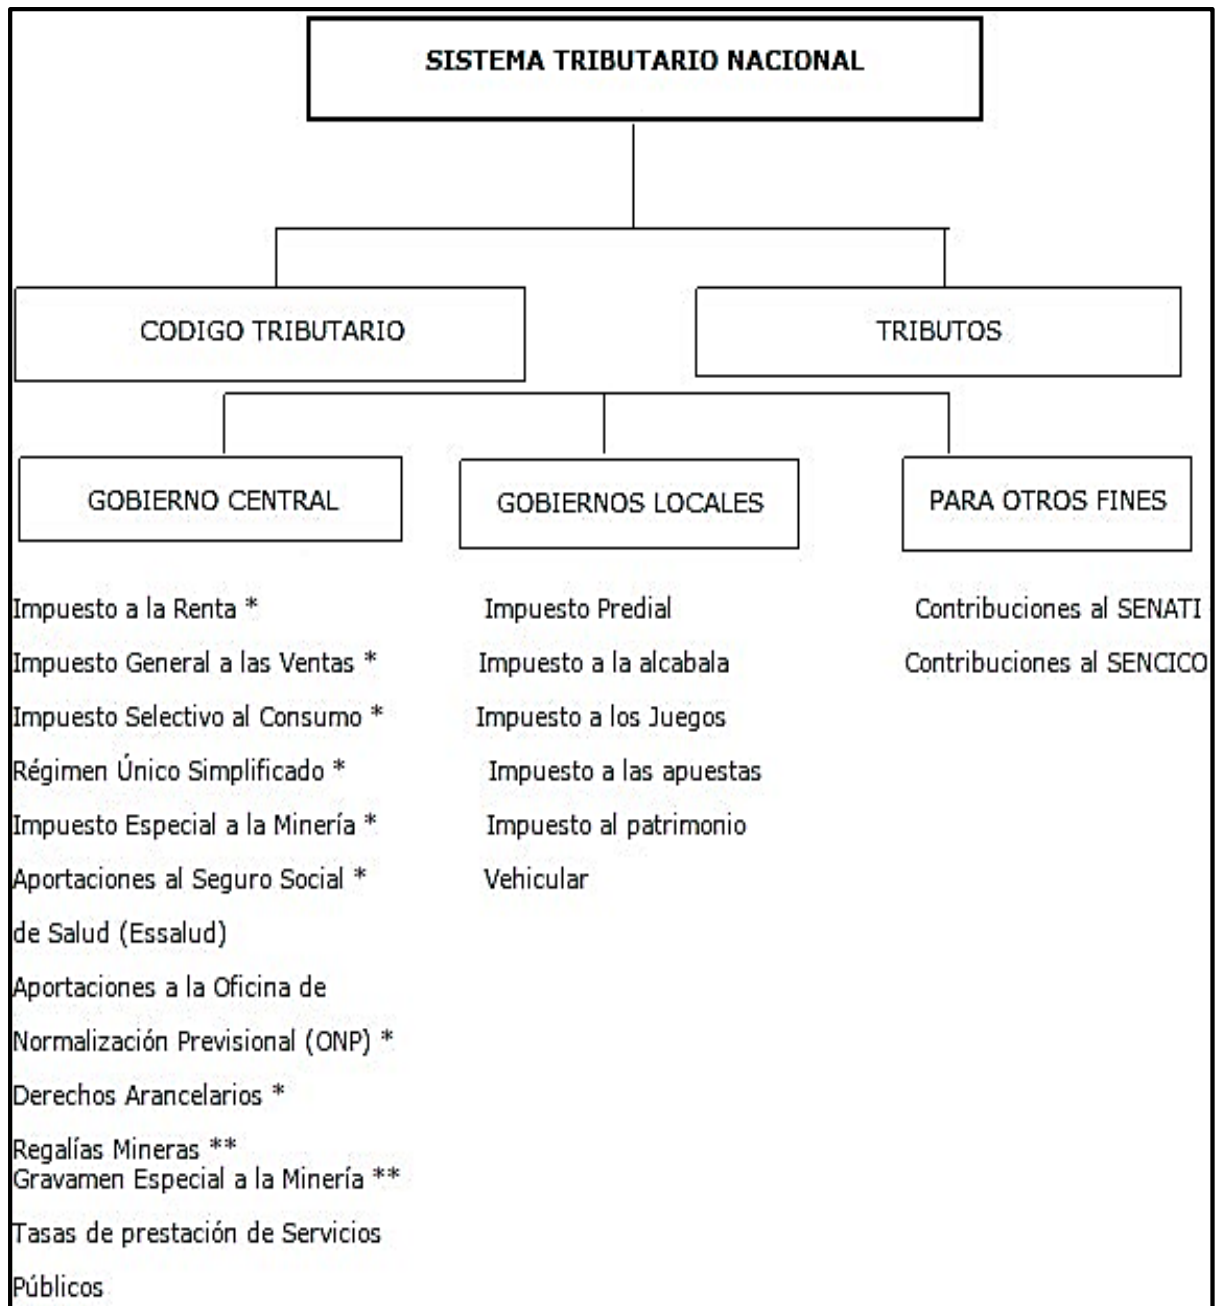 SISTEMA TRIBUTARIO NACIONAL
CODIGO TRIBUTARIO
TRIBUTOS
GOBIERNO CENTRAL
GOBIERNOS LOCALES
PARA OTROS FINES
Impuesto a la Renta *
Impuesto General a las Ventas *
Impuesto Selectivo al Consumo *
Régimen Único Simplificado *
Impuesto Especial a la Minería *
Aportaciones al Seguro Social *
de Salud (Essalud)
Aportaciones a la Oficina de
Normalización Previsional (ONP) *
Derechos Arancelarios *
Regalías Mineras **
Gravamen Especial a la Minería **
Tasas de prestación de Servicios
Públicos
Impuesto Predial
Impuesto a la alcabala
Impuesto a los Juegos
Impuesto a las apuestas
Impuesto al patrimonio
Vehicular
Contribuciones al SENATI
Contribuciones al SENCICO